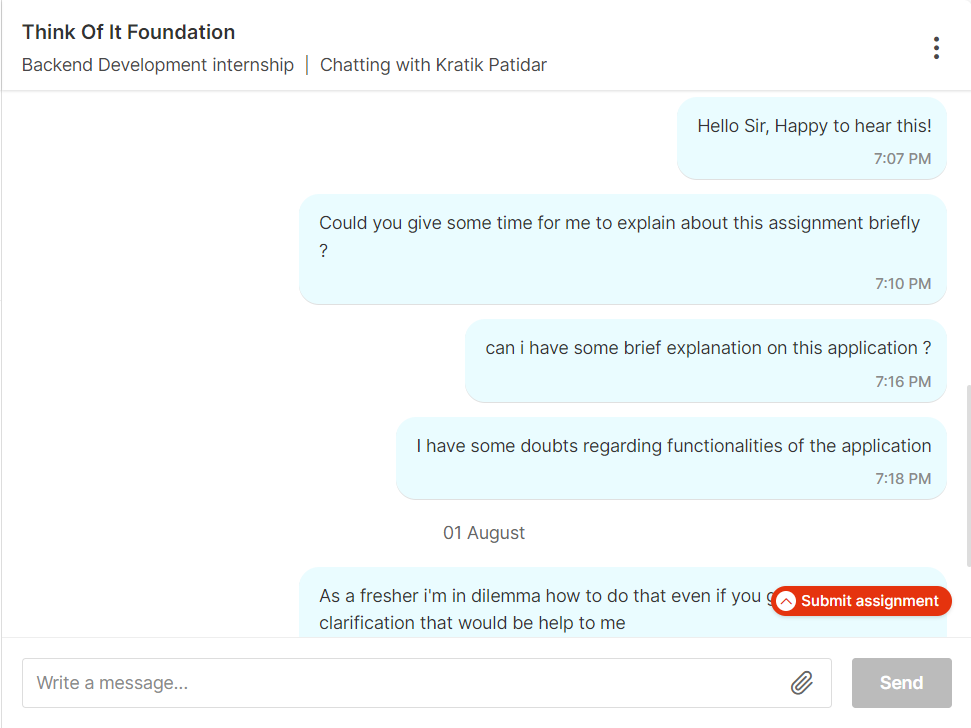 Think Of It Foundation
Backend Development internship | Chatting with Kratik Patidar
Hello Sir, Happy to hear this!
7:07 PM
Could you give some time for me to explain about this assignment briefly
?
7:10 PM
can i have some brief explanation on this application ?
7:16 PM
I have some doubts regarding functionalities of the application
7:18 PM
01 August
As a fresher i'm in dilemma how to do that even if you
clarification that would be help to me
Submit assignment
Write a message...
Send